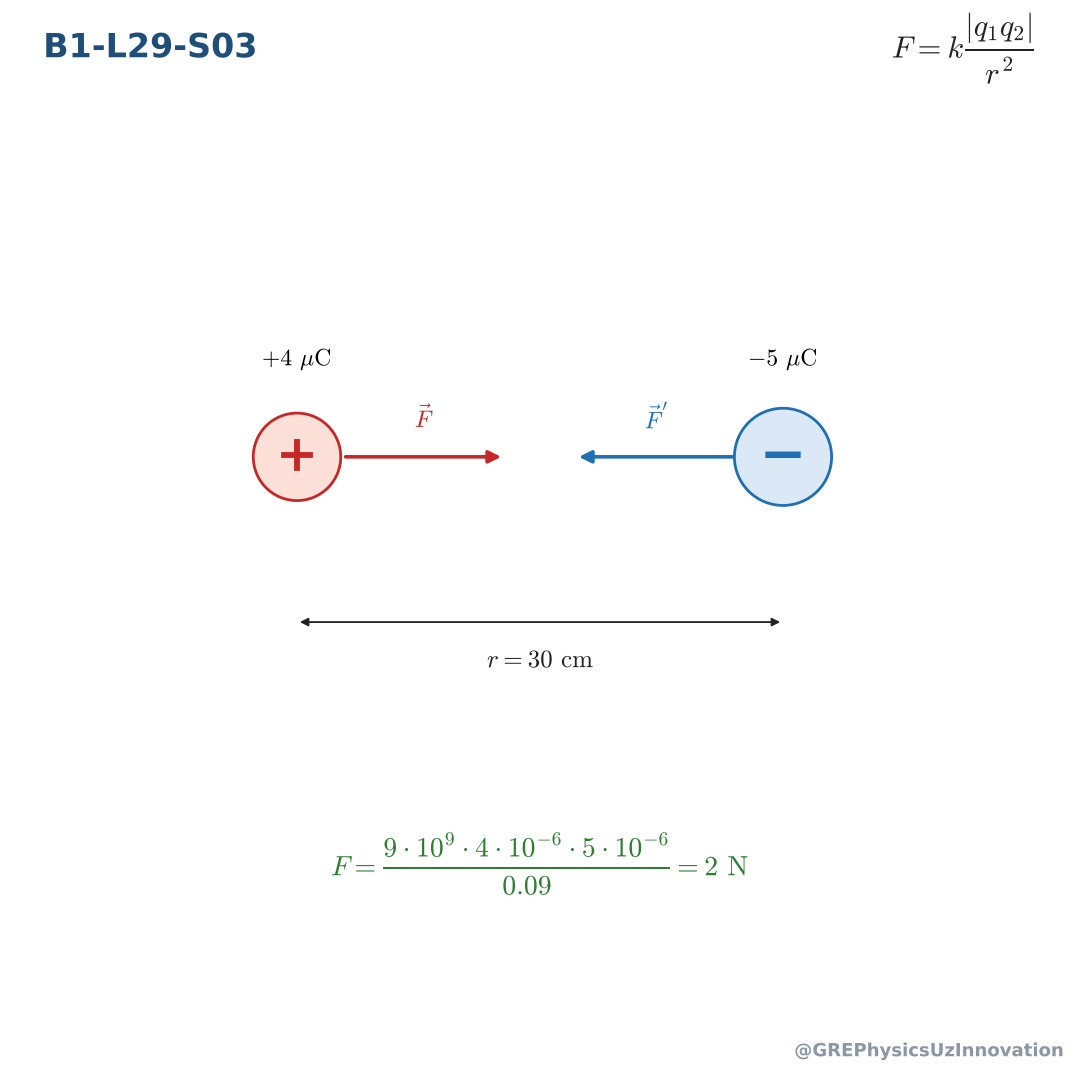 B1-L29-S03
F = k|q₁q₂|/r²
+4 μC
−5 μC
F⃗
F⃗′
+
−
r = 30 cm
F = 9·10⁹·4·10⁻⁶·5·10⁻⁶/0.09 = 2 N
@GREPhysicsUzInnovation